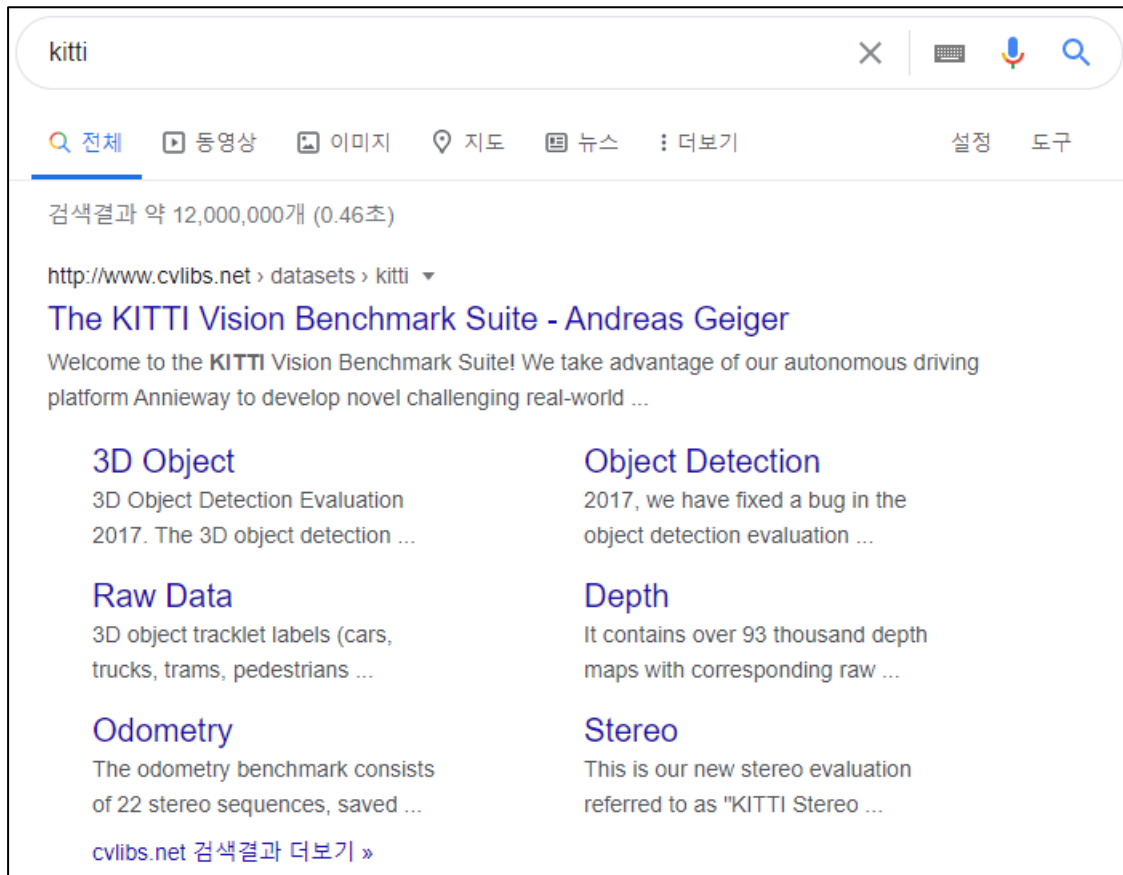 kitti
전체 동영상 이미지 지도 뉴스 더보기 설정 도구
검색결과 약 12,000,000개 (0.46초)
http://www.cvlibs.net › datasets › kitti
The KITTI Vision Benchmark Suite - Andreas Geiger
Welcome to the KITTI Vision Benchmark Suite! We take advantage of our autonomous driving
platform Annieway to develop novel challenging real-world ...
3D Object
3D Object Detection Evaluation
2017. The 3D object detection ...
Object Detection
2017, we have fixed a bug in the
object detection evaluation ...
Raw Data
3D object tracklet labels (cars,
trucks, trams, pedestrians ...
Depth
It contains over 93 thousand depth
maps with corresponding raw ...
Odometry
The odometry benchmark consists
of 22 stereo sequences, saved ...
Stereo
This is our new stereo evaluation
referred to as "KITTI Stereo ...
cvlibs.net 검색결과 더보기 »